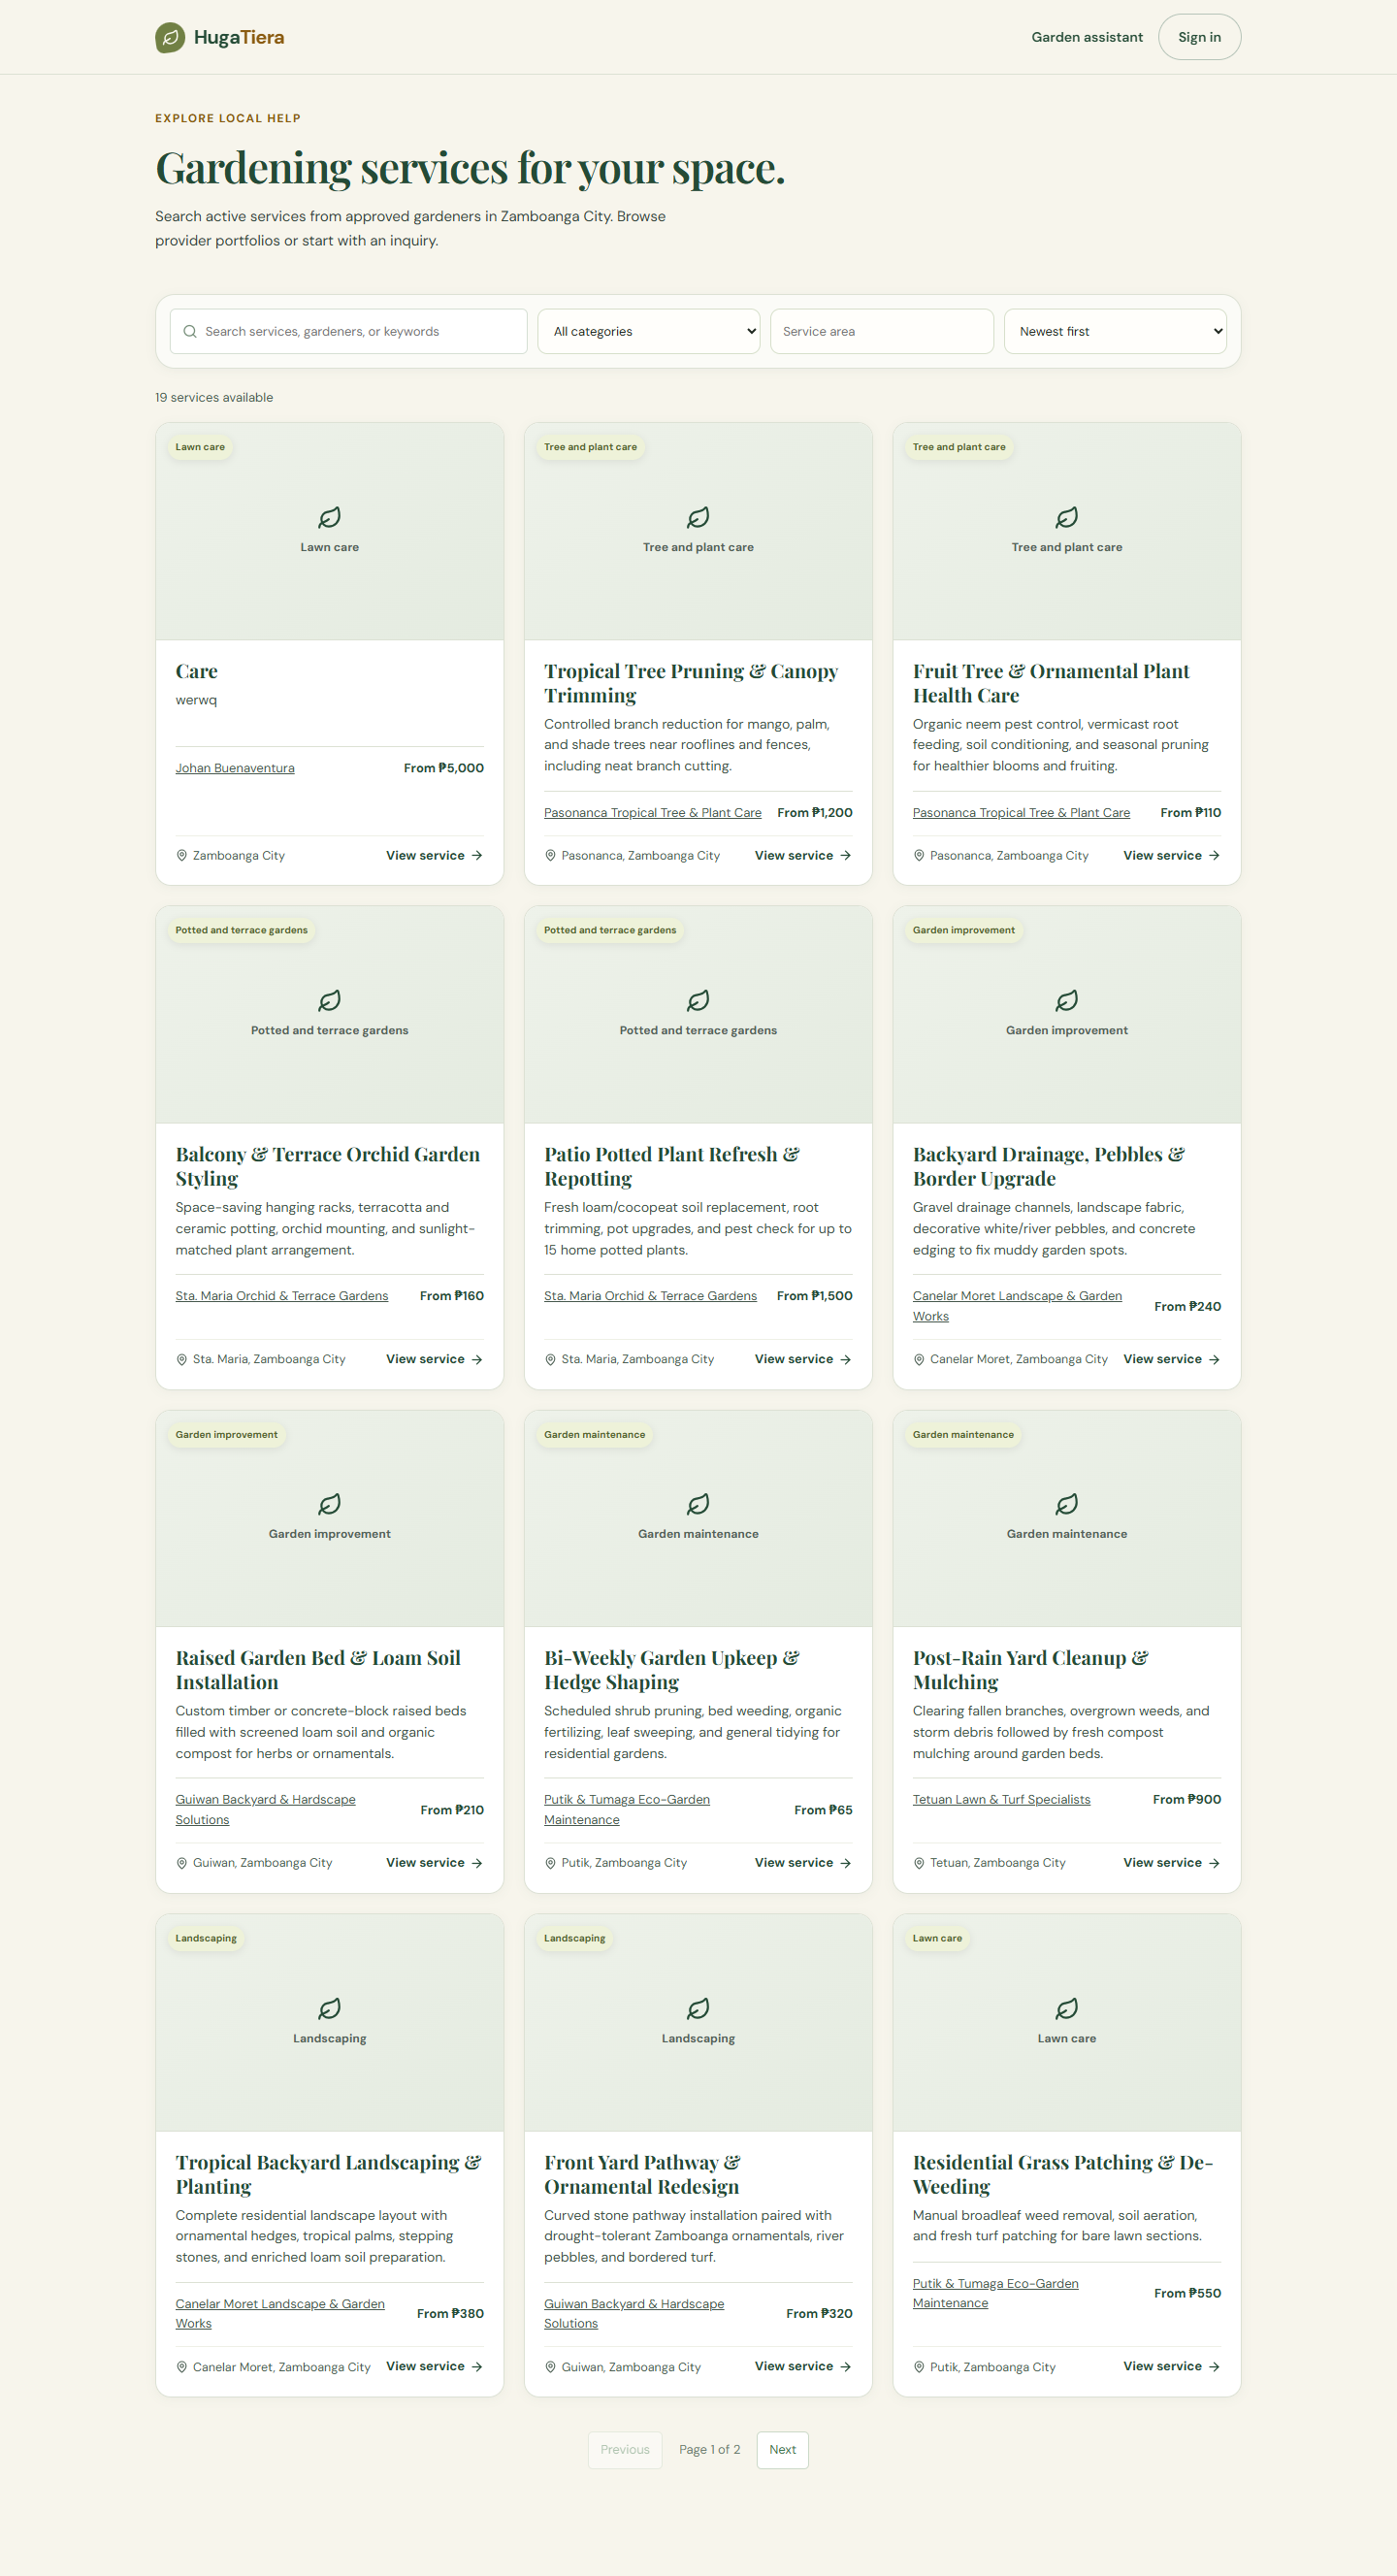 HugaTiera
Garden assistant
Sign in
EXPLORE LOCAL HELP
Gardening services for your space.
Search active services from approved gardeners in Zamboanga City. Browse
provider portfolios or start with an inquiry.
Search services, gardeners, or keywords
All categories
Service area
Newest first
19 services available
Lawn care
Lawn care
Care
werwq
Johan Buenaventura
From ₱5,000
Zamboanga City
View service →
Tree and plant care
Tree and plant care
Tropical Tree Pruning & Canopy
Trimming
Controlled branch reduction for mango, palm,
and shade trees near rooflines and fences,
including neat branch cutting.
Pasonanca Tropical Tree & Plant Care
From ₱1,200
Pasonanca, Zamboanga City
View service →
Tree and plant care
Tree and plant care
Fruit Tree & Ornamental Plant
Health Care
Organic neem pest control, vermicast root
feeding, soil conditioning, and seasonal pruning
for healthier blooms and fruiting.
Pasonanca Tropical Tree & Plant Care
From ₱110
Pasonanca, Zamboanga City
View service →
Potted and terrace gardens
Potted and terrace gardens
Balcony & Terrace Orchid Garden
Styling
Space-saving hanging racks, terracotta and
ceramic potting, orchid mounting, and sunlight-
matched plant arrangement.
Sta. Maria Orchid & Terrace Gardens
From ₱160
Sta. Maria, Zamboanga City
View service →
Potted and terrace gardens
Potted and terrace gardens
Patio Potted Plant Refresh &
Repotting
Fresh loam/cocopeat soil replacement, root
trimming, pot upgrades, and pest check for up to
15 home potted plants.
Sta. Maria Orchid & Terrace Gardens
From ₱1,500
Sta. Maria, Zamboanga City
View service →
Garden improvement
Garden improvement
Backyard Drainage, Pebbles &
Border Upgrade
Gravel drainage channels, landscape fabric,
decorative white/river pebbles, and concrete
edging to fix muddy garden spots.
Canelar Moret Landscape & Garden
Works
From ₱240
Canelar Moret, Zamboanga City
View service →
Garden improvement
Garden improvement
Raised Garden Bed & Loam Soil
Installation
Custom timber or concrete-block raised beds
filled with screened loam soil and organic
compost for herbs or ornamentals.
Guiwan Backyard & Hardscape
Solutions
From ₱210
Guiwan, Zamboanga City
View service →
Garden maintenance
Garden maintenance
Bi-Weekly Garden Upkeep &
Hedge Shaping
Scheduled shrub pruning, bed weeding, organic
fertilizing, leaf sweeping, and general tidying for
residential gardens.
Putik & Tumaga Eco-Garden
Maintenance
From ₱65
Putik, Zamboanga City
View service →
Garden maintenance
Garden maintenance
Post-Rain Yard Cleanup &
Mulching
Clearing fallen branches, overgrown weeds, and
storm debris followed by fresh compost
mulching around garden beds.
Tetuan Lawn & Turf Specialists
From ₱900
Tetuan, Zamboanga City
View service →
Landscaping
Landscaping
Tropical Backyard Landscaping &
Planting
Complete residential landscape layout with
ornamental hedges, tropical palms, stepping
stones, and enriched loam soil preparation.
Canelar Moret Landscape & Garden
Works
From ₱380
Canelar Moret, Zamboanga City
View service →
Landscaping
Landscaping
Front Yard Pathway &
Ornamental Redesign
Curved stone pathway installation paired with
drought-tolerant Zamboanga ornamentals, river
pebbles, and bordered turf.
Guiwan Backyard & Hardscape
Solutions
From ₱320
Guiwan, Zamboanga City
View service →
Lawn care
Lawn care
Residential Grass Patching & De-
Weeding
Manual broadleaf weed removal, soil aeration,
and fresh turf patching for bare lawn sections.
Putik & Tumaga Eco-Garden
Maintenance
From ₱550
Putik, Zamboanga City
View service →
Previous
Page 1 of 2
Next